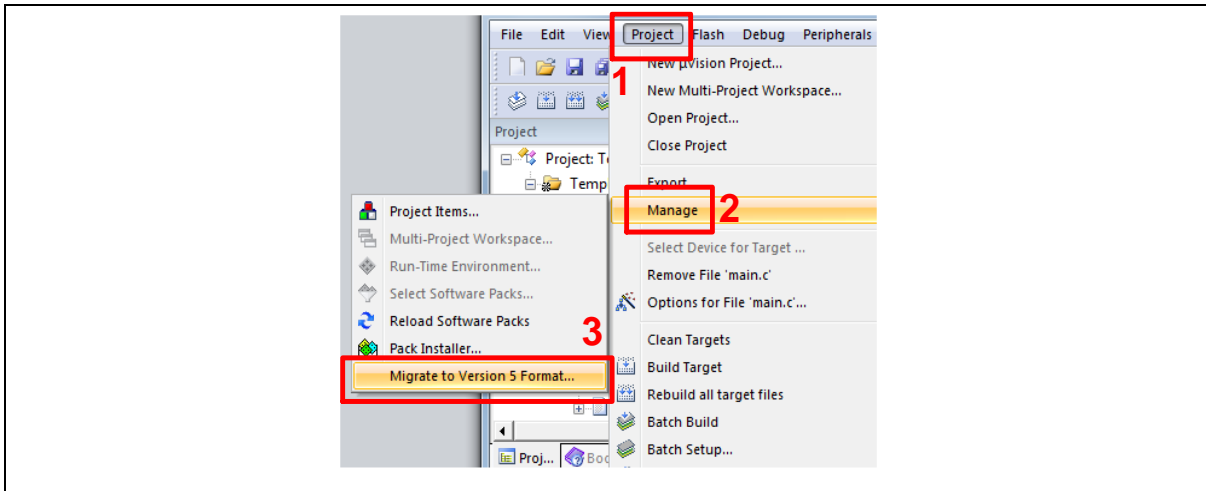 File Edit View Project Flash Debug Peripherals
1
New µVision Project...
New Multi-Project Workspace...
Open Project...
Close Project
Export
Manage 2
Select Device for Target ...
Remove File 'main.c'
Options for File 'main.c'...
Clean Targets
Build Target
Rebuild all target files
Batch Build
Batch Setup...
Project
Project:
Project Items...
Multi-Project Workspace...
Run-Time Environment...
Select Software Packs...
Reload Software Packs
3
Pack Installer...
Migrate to Version 5 Format...
Proj...